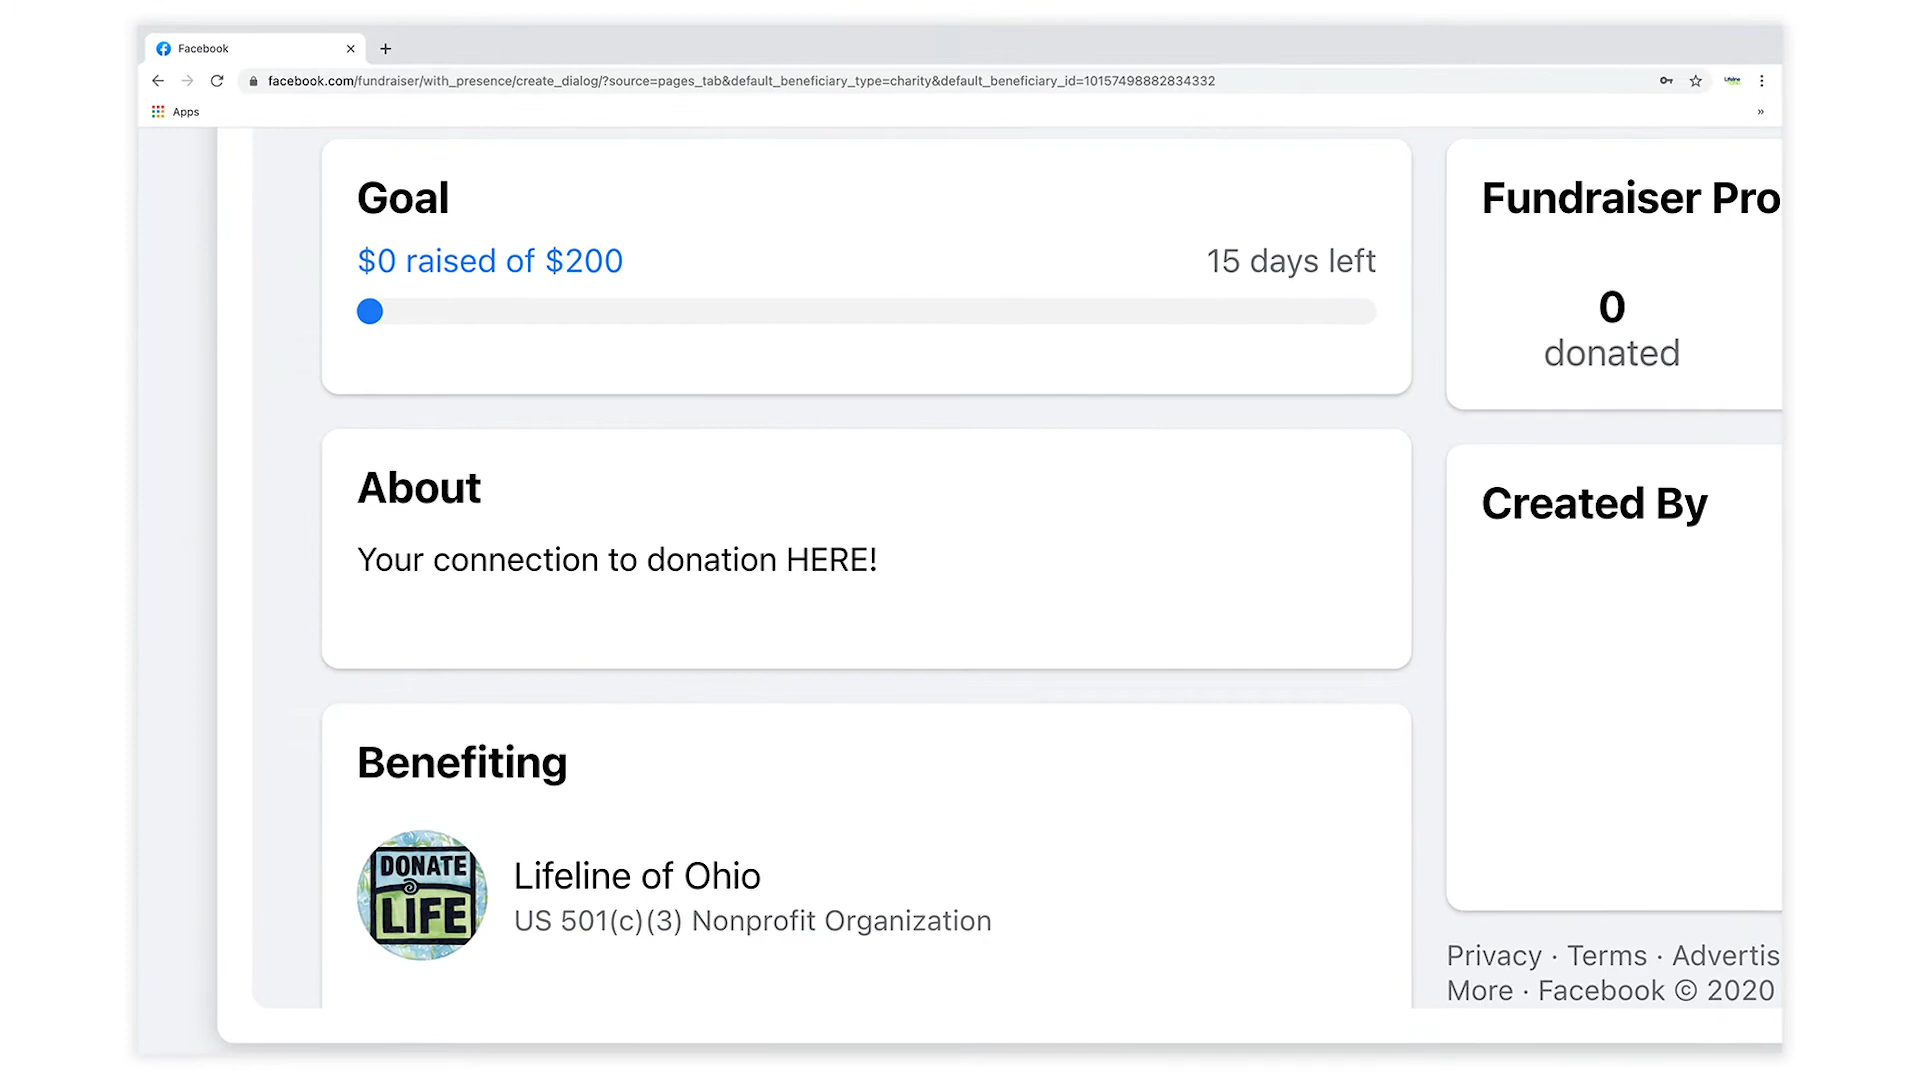 Facebook
facebook.com/fundraiser/with_presence/create_dialog/?source=pages_tab&default_beneficiary_type=charity&default_beneficiary_id=10157498882834332
Apps
Goal
$0 raised of $200
15 days left
Fundraiser Pro
0
donated
About
Your connection to donation HERE!
Created By
Benefiting
DONATE
LIFE
Lifeline of Ohio
US 501(c)(3) Nonprofit Organization
Privacy · Terms · Advertis
More · Facebook © 2020